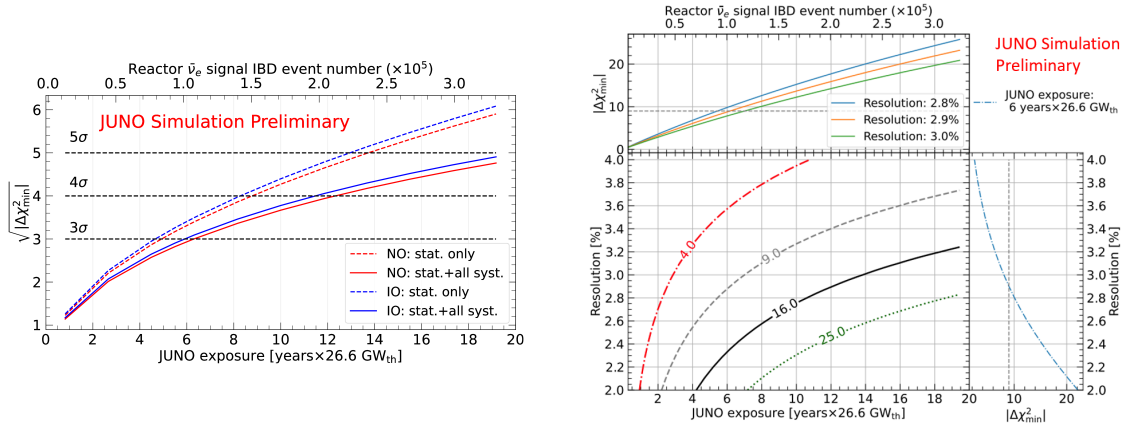 Reactor ν̄ₑ signal IBD event number (×10⁵)
0.0 0.5 1.0 1.5 2.0 2.5 3.0
JUNO Simulation Preliminary
5σ
4σ
3σ
6
5
4
3
2
1
√|Δχ²min|
NO: stat. only
NO: stat.+all syst.
IO: stat. only
IO: stat.+all syst.
0 2 4 6 8 10 12 14 16 18 20
JUNO exposure [years×26.6 GWth]
Reactor ν̄ₑ signal IBD event number (×10⁵)
0.5 1.0 1.5 2.0 2.5 3.0
20
10
0
|Δχ²min|
Resolution: 2.8%
Resolution: 2.9%
Resolution: 3.0%
JUNO Simulation
Preliminary
JUNO exposure:
6 years×26.6 GWth
4.0
3.8
3.6
3.4
3.2
3.0
2.8
2.6
2.4
2.2
2.0
Resolution [%]
4.0
9.0
16.0
25.0
2 4 6 8 10 12 14 16 18 20
JUNO exposure [years×26.6 GWth]
4.0
3.8
3.6
3.4
3.2
3.0
2.8
2.6
2.4
2.2
2.0
Resolution [%]
10 20
|Δχ²min|